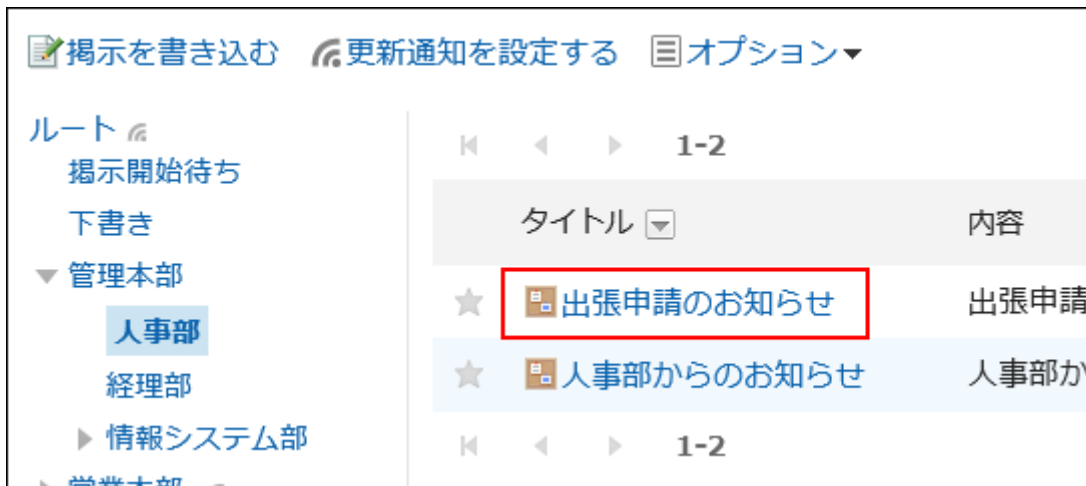 掲示を書き込む 更新通知を設定する オプション
ルート
掲示開始待ち
下書き
管理本部
人事部
経理部
情報システム部
営業本部
1-2
タイトル 内容
出張申請のお知らせ 出張申請
人事部からのお知らせ 人事部か
1-2